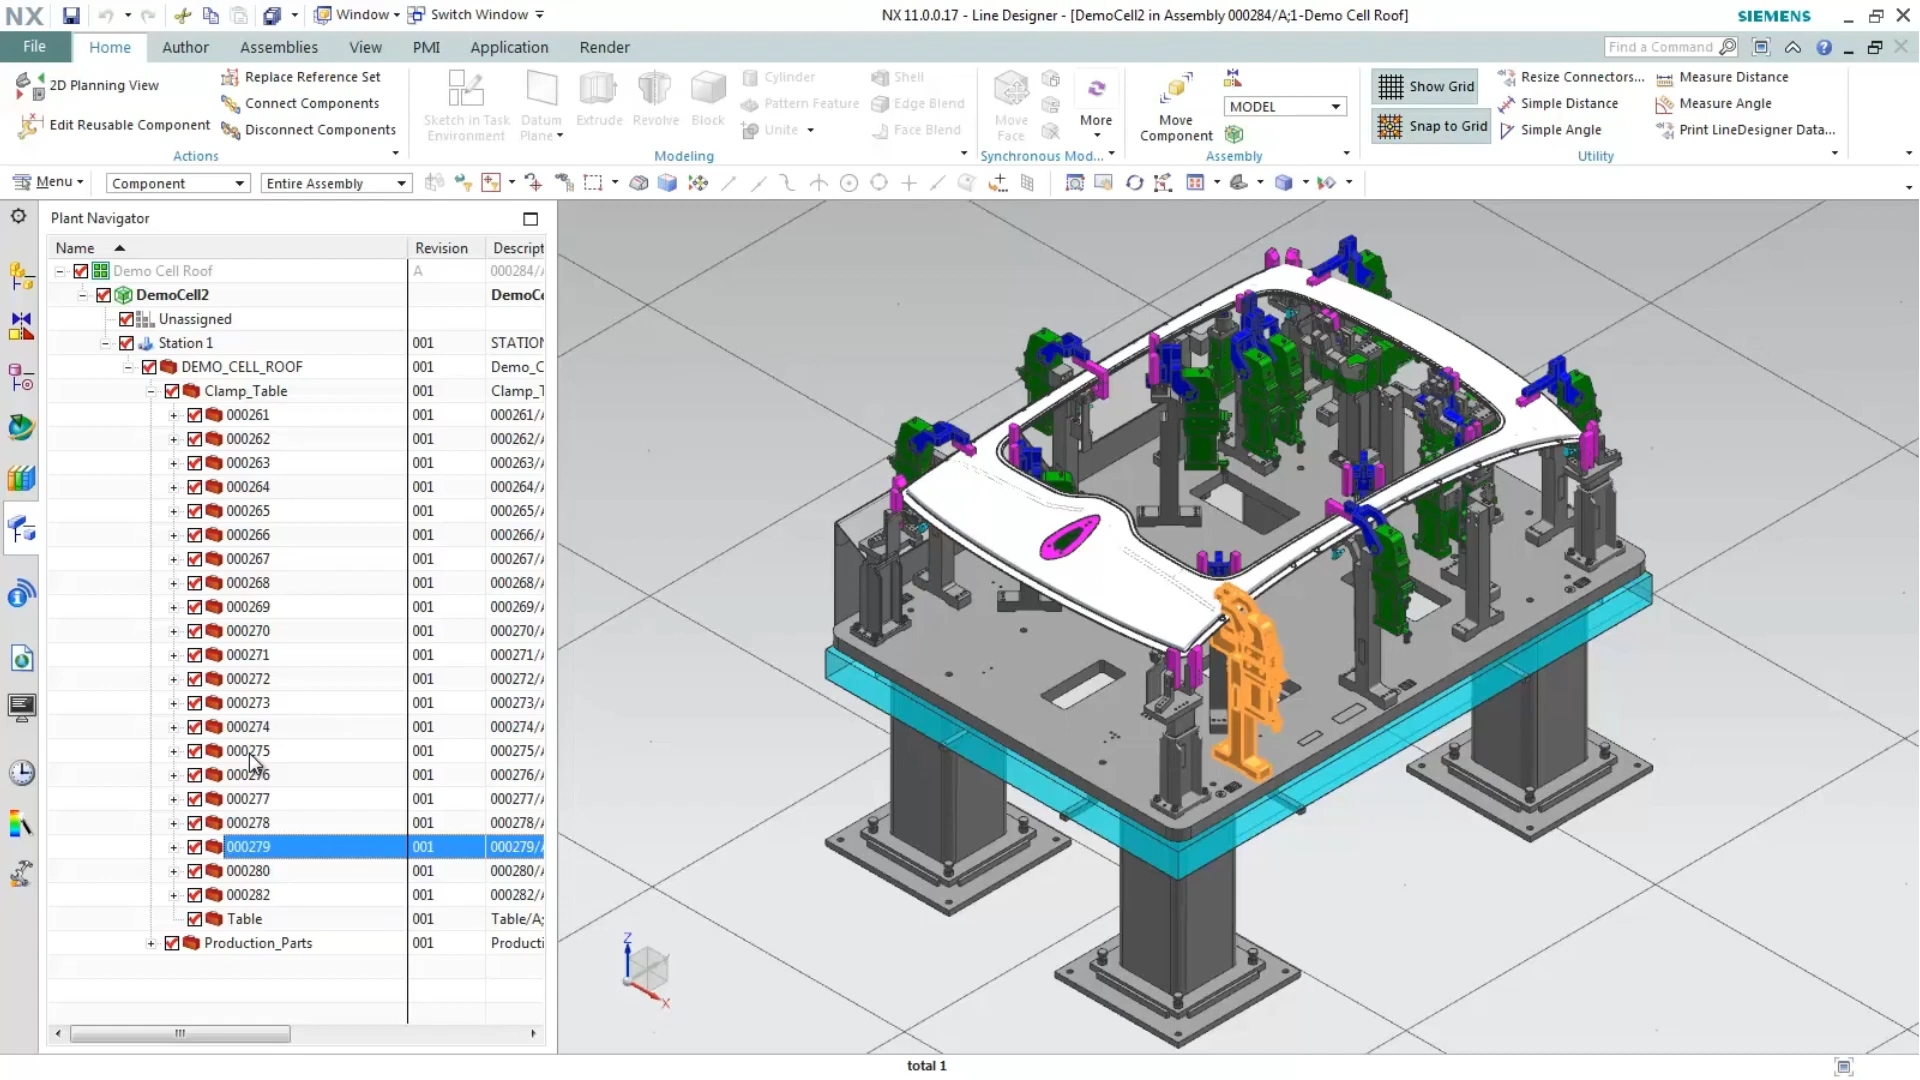 NX Window Switch Window NX 11.0.0.17 - Line Designer - [DemoCell2 in Assembly 000284/A;1-Demo Cell Roof] SIEMENS
File Home Author Assemblies View PMI Application Render Find a Command
2D Planning View
Edit Reusable Component
Replace Reference Set
Connect Components
Disconnect Components
Actions
Sketch in Task Environment
Datum Plane
Extrude
Revolve
Block
Cylinder
Pattern Feature
Unite
Shell
Edge Blend
Face Blend
Modeling
Move Face
More
Synchronous Mod...
Move Component
MODEL
Assembly
Show Grid
Snap to Grid
Resize Connectors...
Simple Distance
Simple Angle
Measure Distance
Measure Angle
Print LineDesigner Data...
Utility
Menu Component Entire Assembly
Plant Navigator
Name Revision Descript
Demo Cell Roof A 000284/A
DemoCell2 DemoCe
Unassigned
Station 1 001 STATION
DEMO_CELL_ROOF 001 Demo_C
Clamp_Table 001 Clamp_T
000261 001 000261/A
000262 001 000262/A
000263 001 000263/A
000264 001 000264/A
000265 001 000265/A
000266 001 000266/A
000267 001 000267/A
000268 001 000268/A
000269 001 000269/A
000270 001 000270/A
000271 001 000271/A
000272 001 000272/A
000273 001 000273/A
000274 001 000274/A
000275 001 000275/A
000276 001 000276/A
000277 001 000277/A
000278 001 000278/A
000279 001 000279/A
000280 001 000280/A
000282 001 000282/A
Table 001 Table/A;
Production_Parts 001 Producti
Z
X
total 1